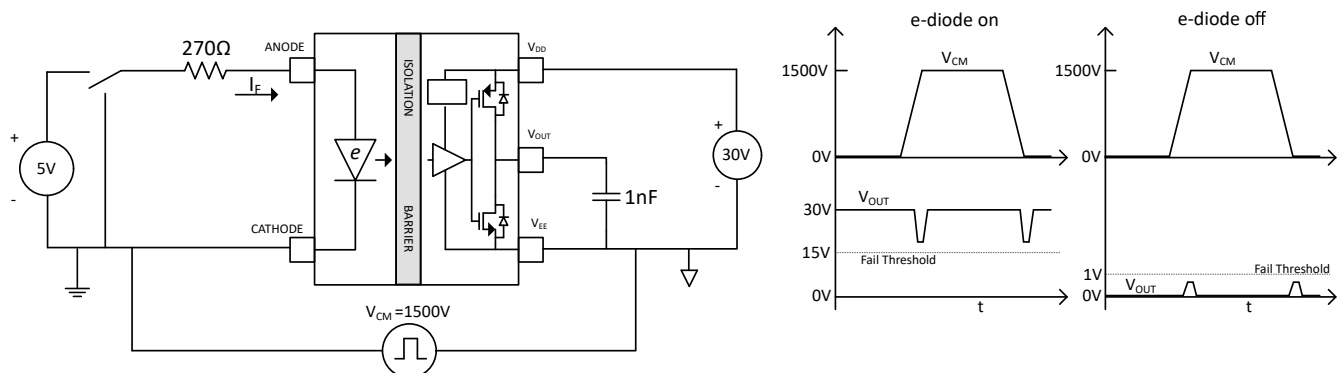 270Ω
I_F
+
5V
-
ANODE
CATHODE
e
ISOLATION
BARRIER
V_DD
V_OUT
V_EE
1nF
+
30V
-
V_CM =1500V
e-diode on
1500V
V_CM
0V
V_OUT
30V
15V
Fail Threshold
0V
t
e-diode off
1500V
V_CM
0V
Fail Threshold
1V
V_OUT
0V
t